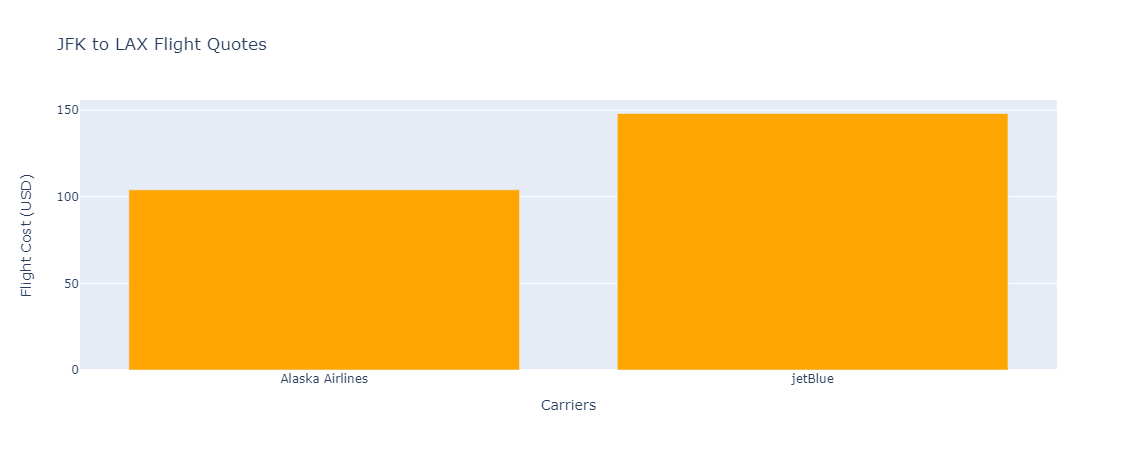 JFK to LAX Flight Quotes
150
100
50
0
Flight Cost (USD)
Alaska Airlines
jetBlue
Carriers